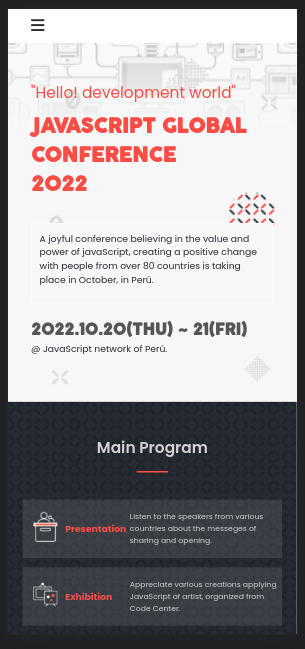 "Hello! development world"
JAVASCRIPT GLOBAL
CONFERENCE
2022
A joyful conference believing in the value and
power of javaScript, creating a positive change
with people from over 80 countries is taking
place in October, in Perú.
2022.10.20(THU) ~ 21(FRI)
@ JavaScript network of Perú.
Main Program
Presentation
Listen to the speakers from various
countries about the messeges of
sharing and opening.
Exhibition
Appreciate various creations applying
JavaScript of artist, organized from
Code Center.